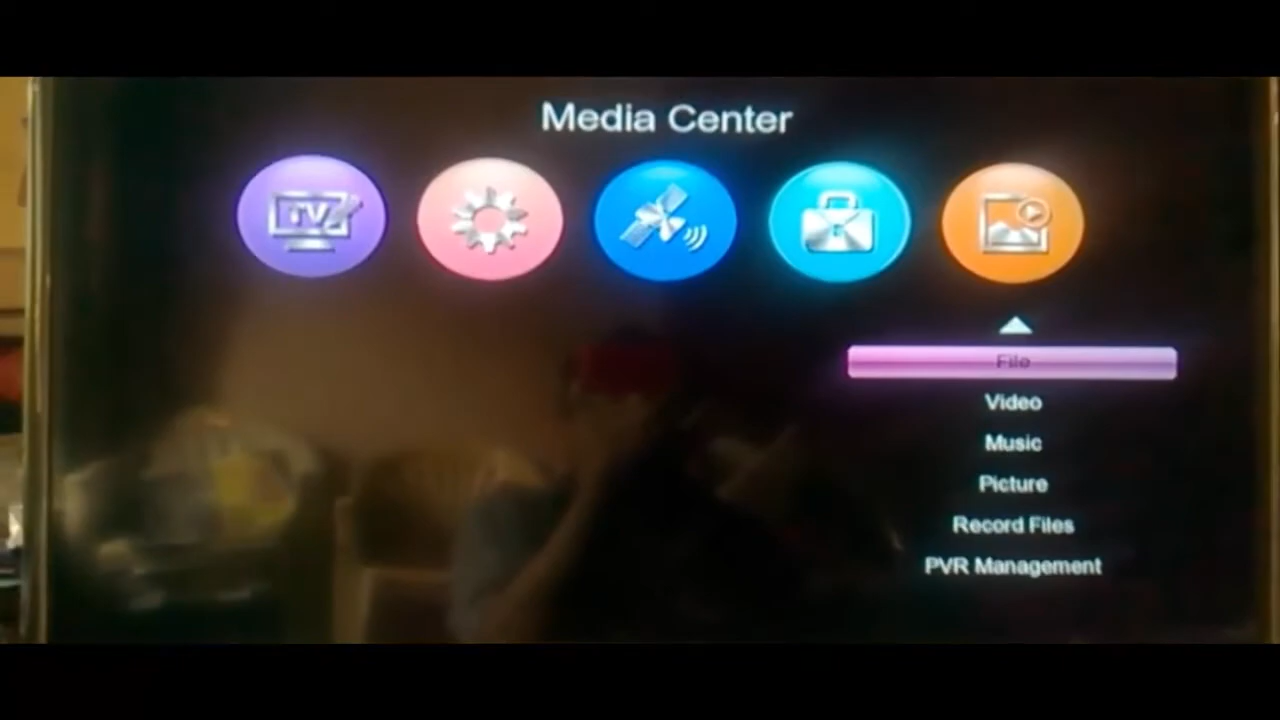 Media Center
TV
File
Video
Music
Picture
Record Files
PVR Management